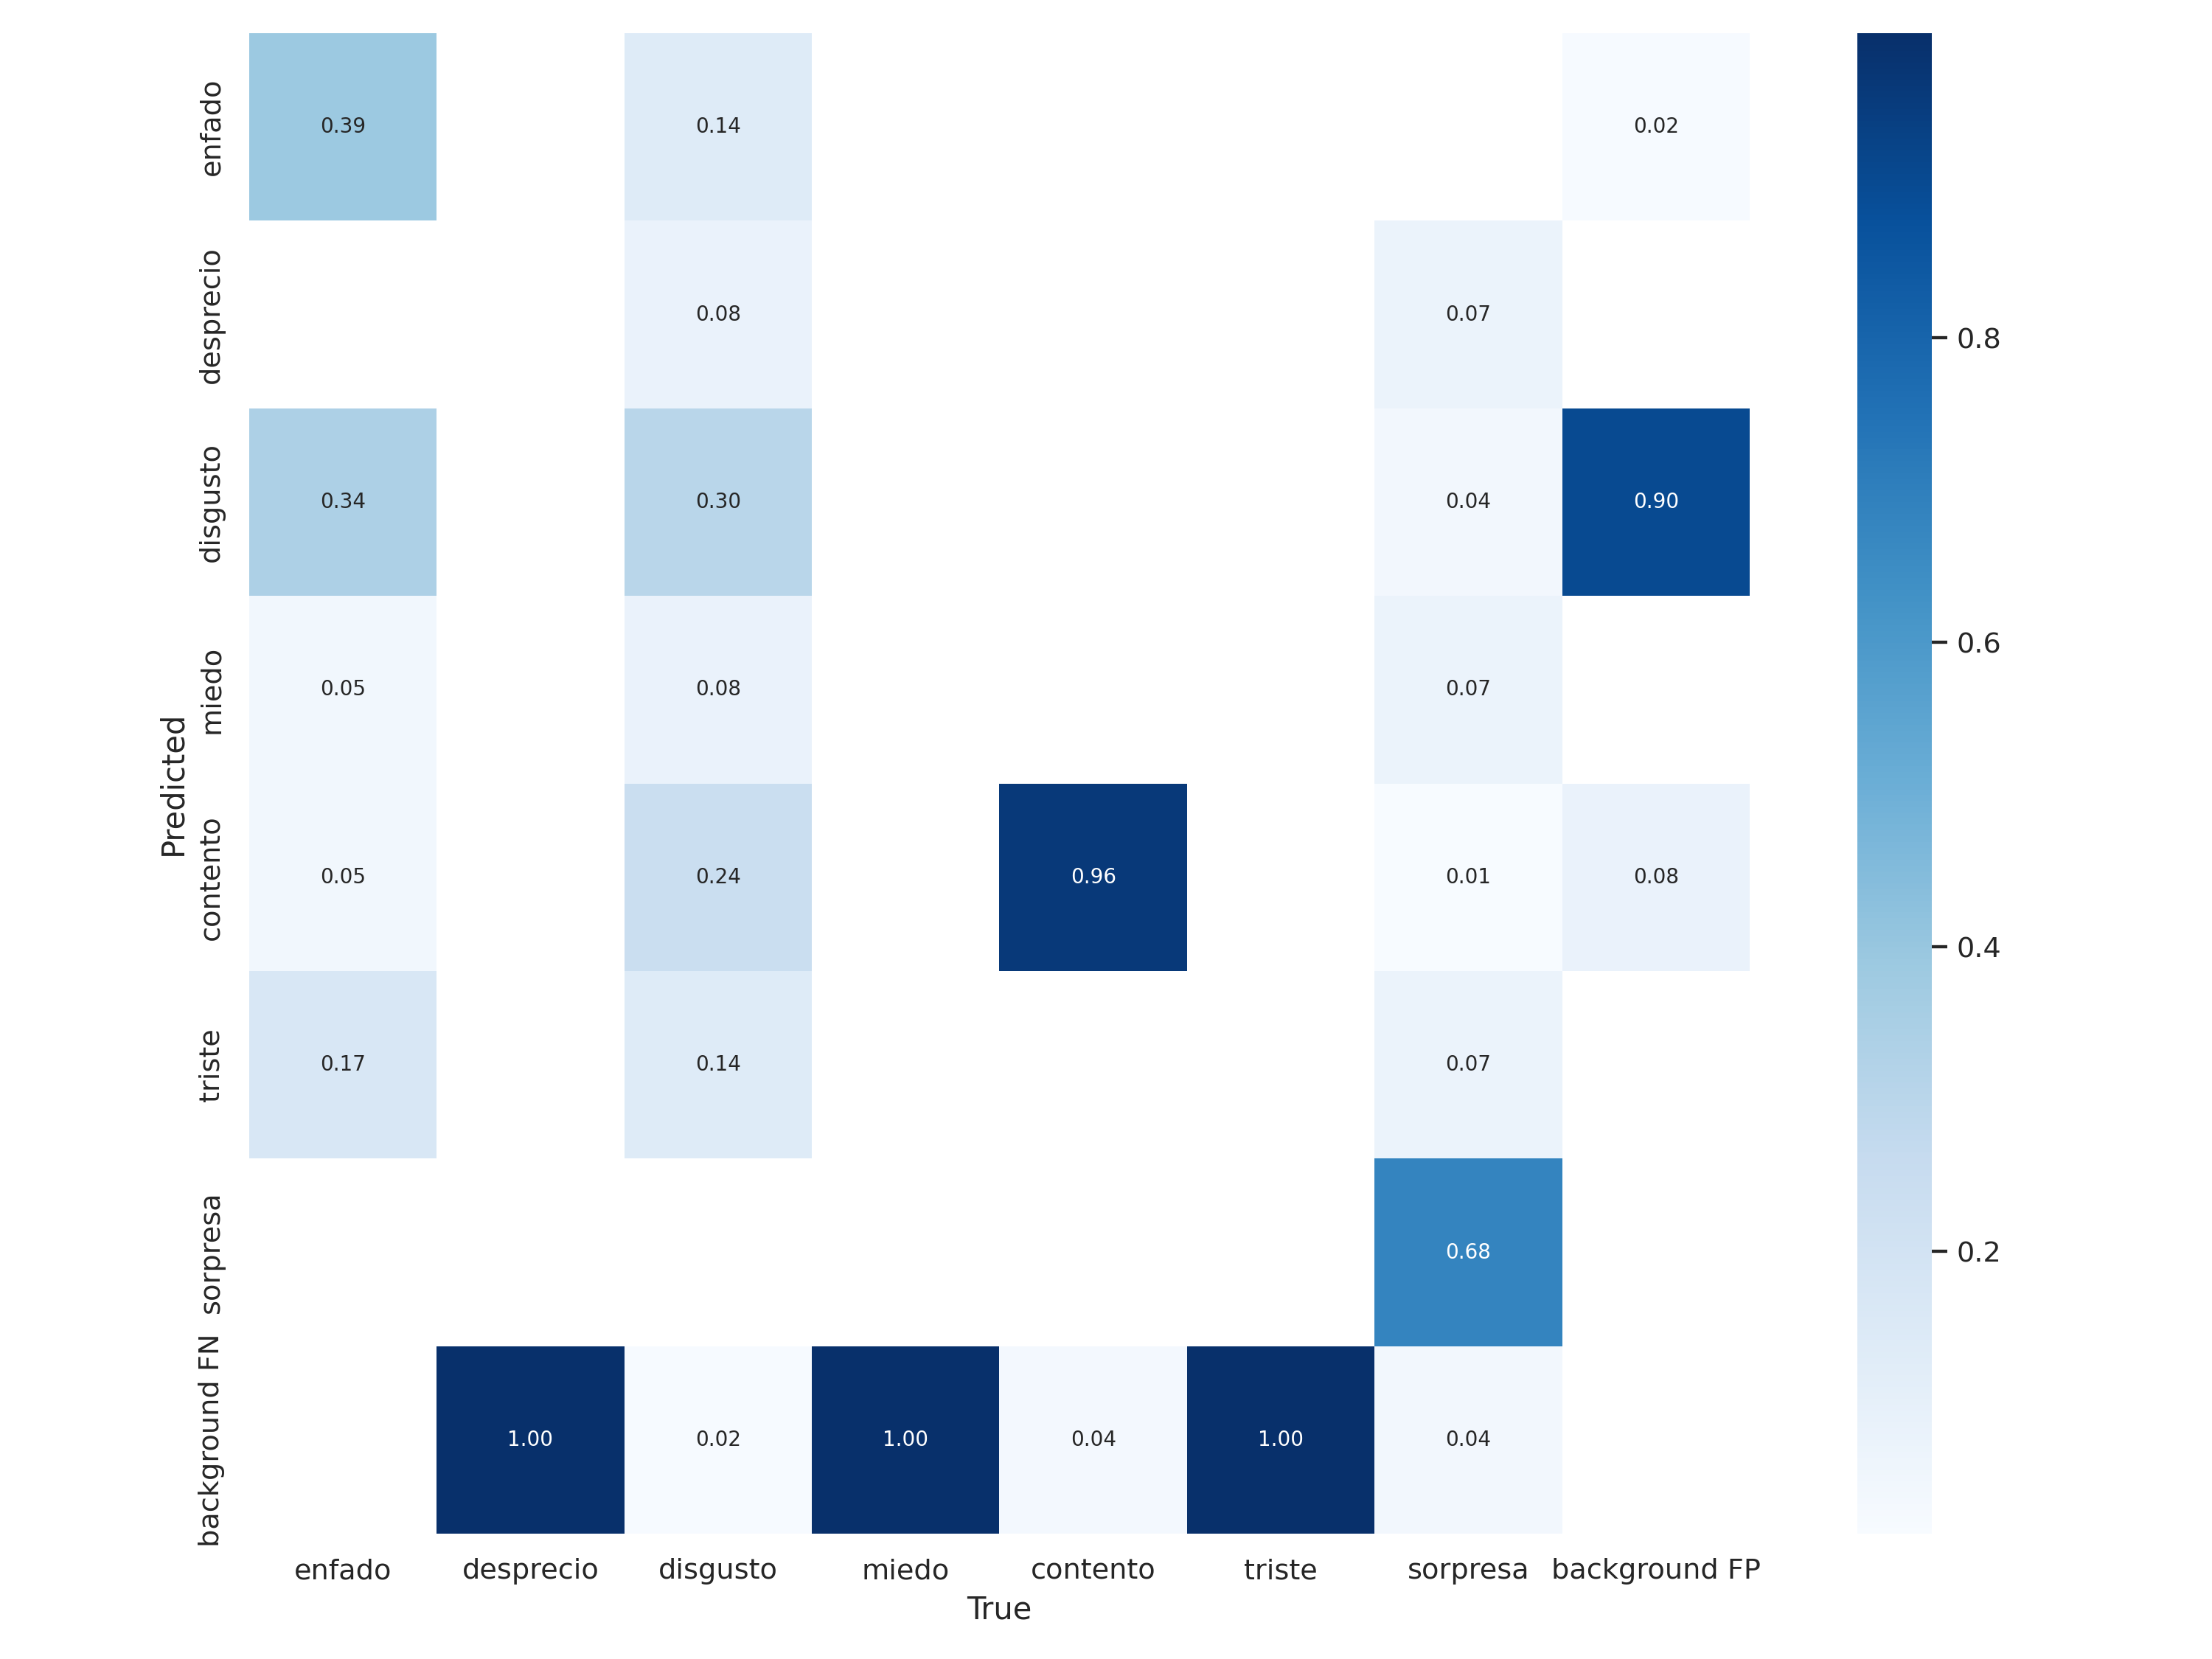 enfado 0.39 0.14 0.02
desprecio 0.08 0.07
0.8
disgusto 0.34 0.30 0.04 0.90
0.6
miedo 0.05 0.08 0.07
Predicted
contento 0.05 0.24 0.96 0.01 0.08
0.4
triste 0.17 0.14 0.07
sorpresa 0.68
0.2
background FN 1.00 0.02 1.00 0.04 1.00 0.04
enfado desprecio disgusto miedo contento triste sorpresa background FP
True